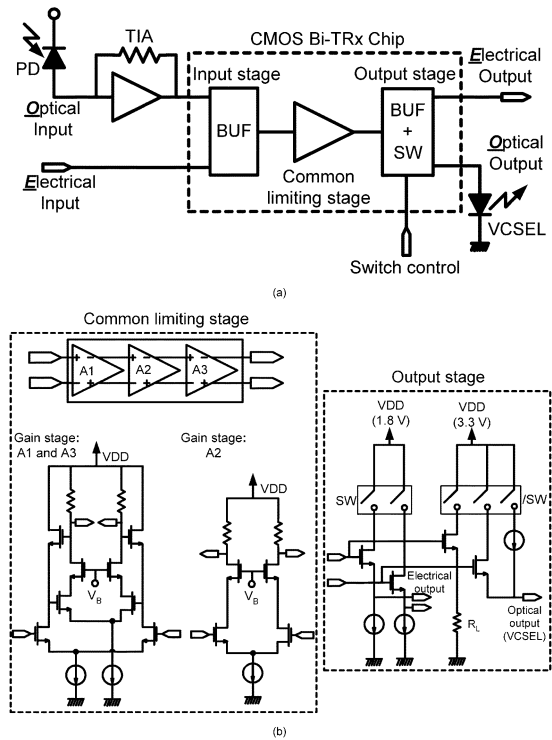 TIA
PD
Optical
Input
Electrical
Input
CMOS Bi-TRx Chip
Input stage
BUF
Common
limiting stage
Output stage
BUF
+
SW
Electrical
Output
Optical
Output
VCSEL
Switch control
(a)
Common limiting stage
A1
+ -
- +
A2
+ -
- +
A3
+ -
- +
Gain stage:
A1 and A3
VDD
VB
Gain stage:
A2
VDD
VB
Output stage
VDD
(1.8 V)
VDD
(3.3 V)
SW
/SW
Electrical
output
RL
Optical
output
(VCSEL)
(b)